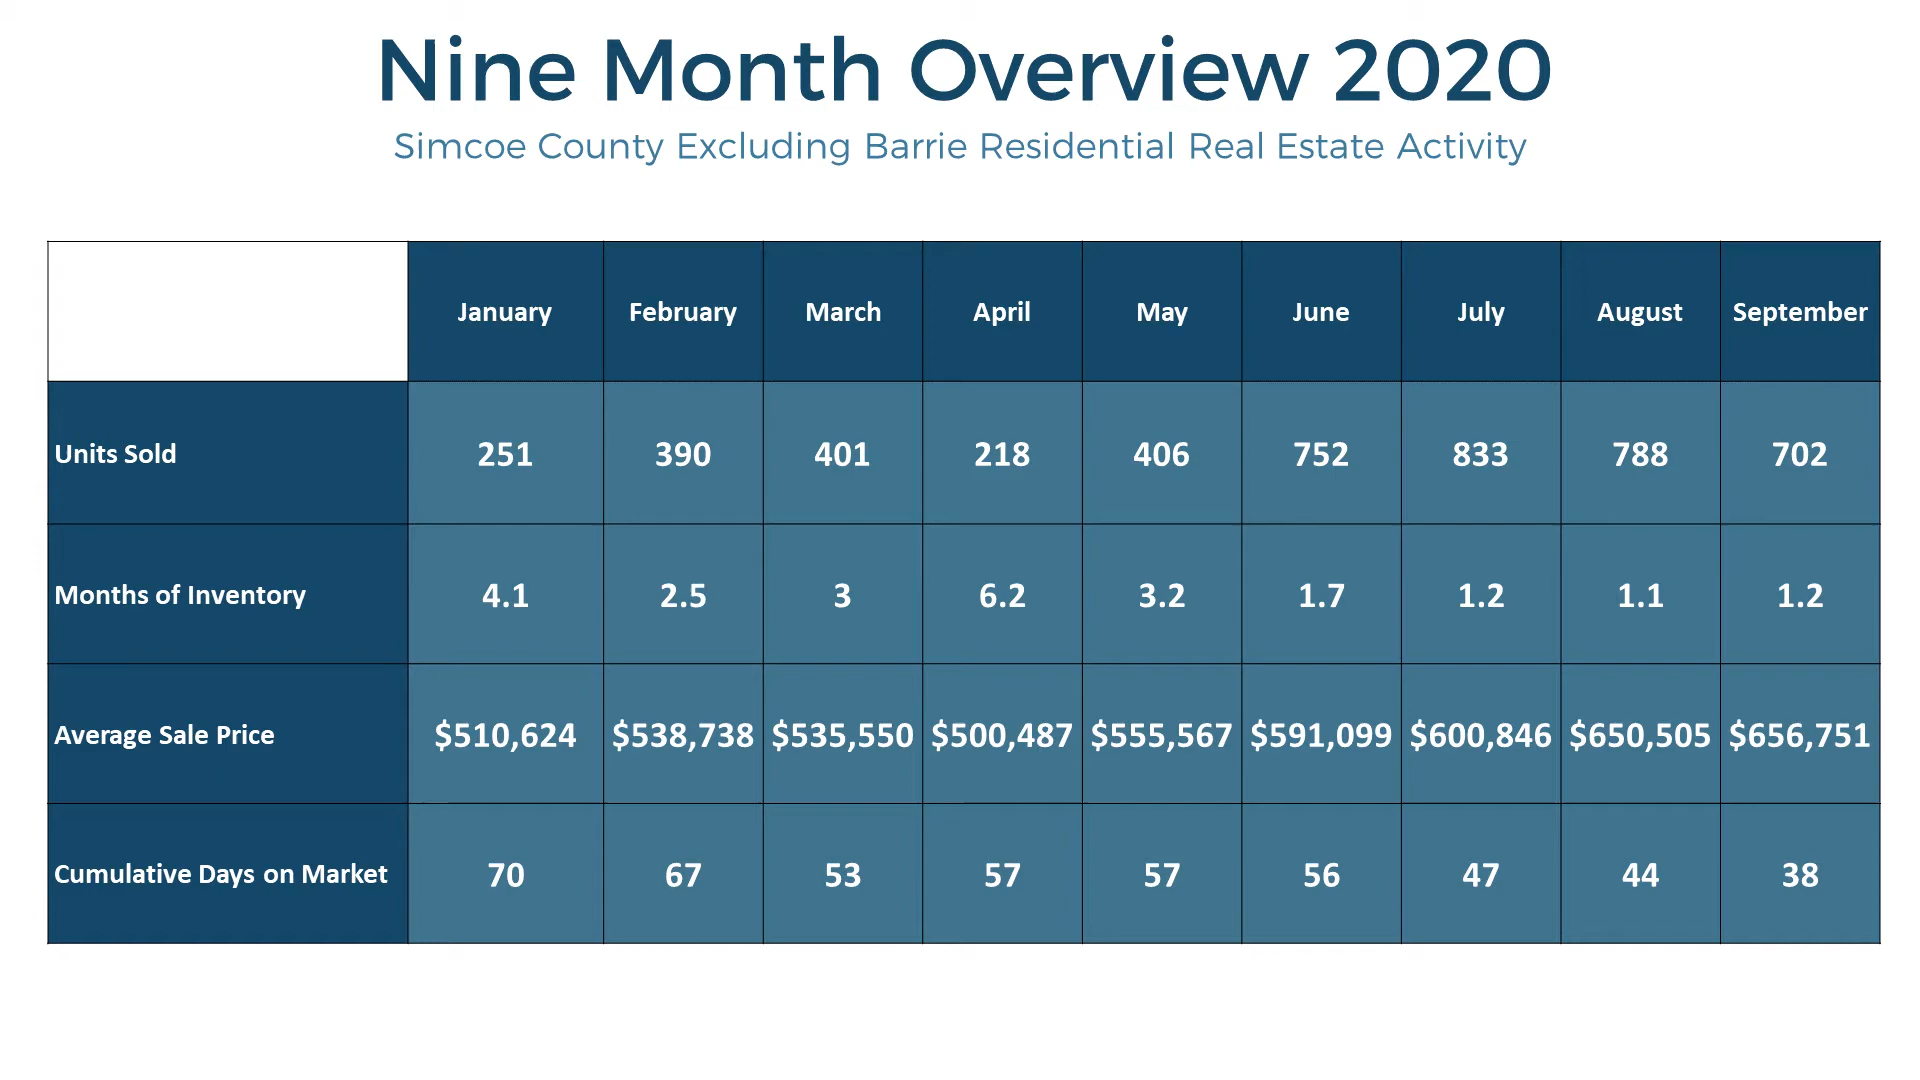 Nine Month Overview 2020
Simcoe County Excluding Barrie Residential Real Estate Activity
January February March April May June July August September
Units Sold 251 390 401 218 406 752 833 788 702
Months of Inventory 4.1 2.5 3 6.2 3.2 1.7 1.2 1.1 1.2
Average Sale Price $510,624 $538,738 $535,550 $500,487 $555,567 $591,099 $600,846 $650,505 $656,751
Cumulative Days on Market 70 67 53 57 57 56 47 44 38